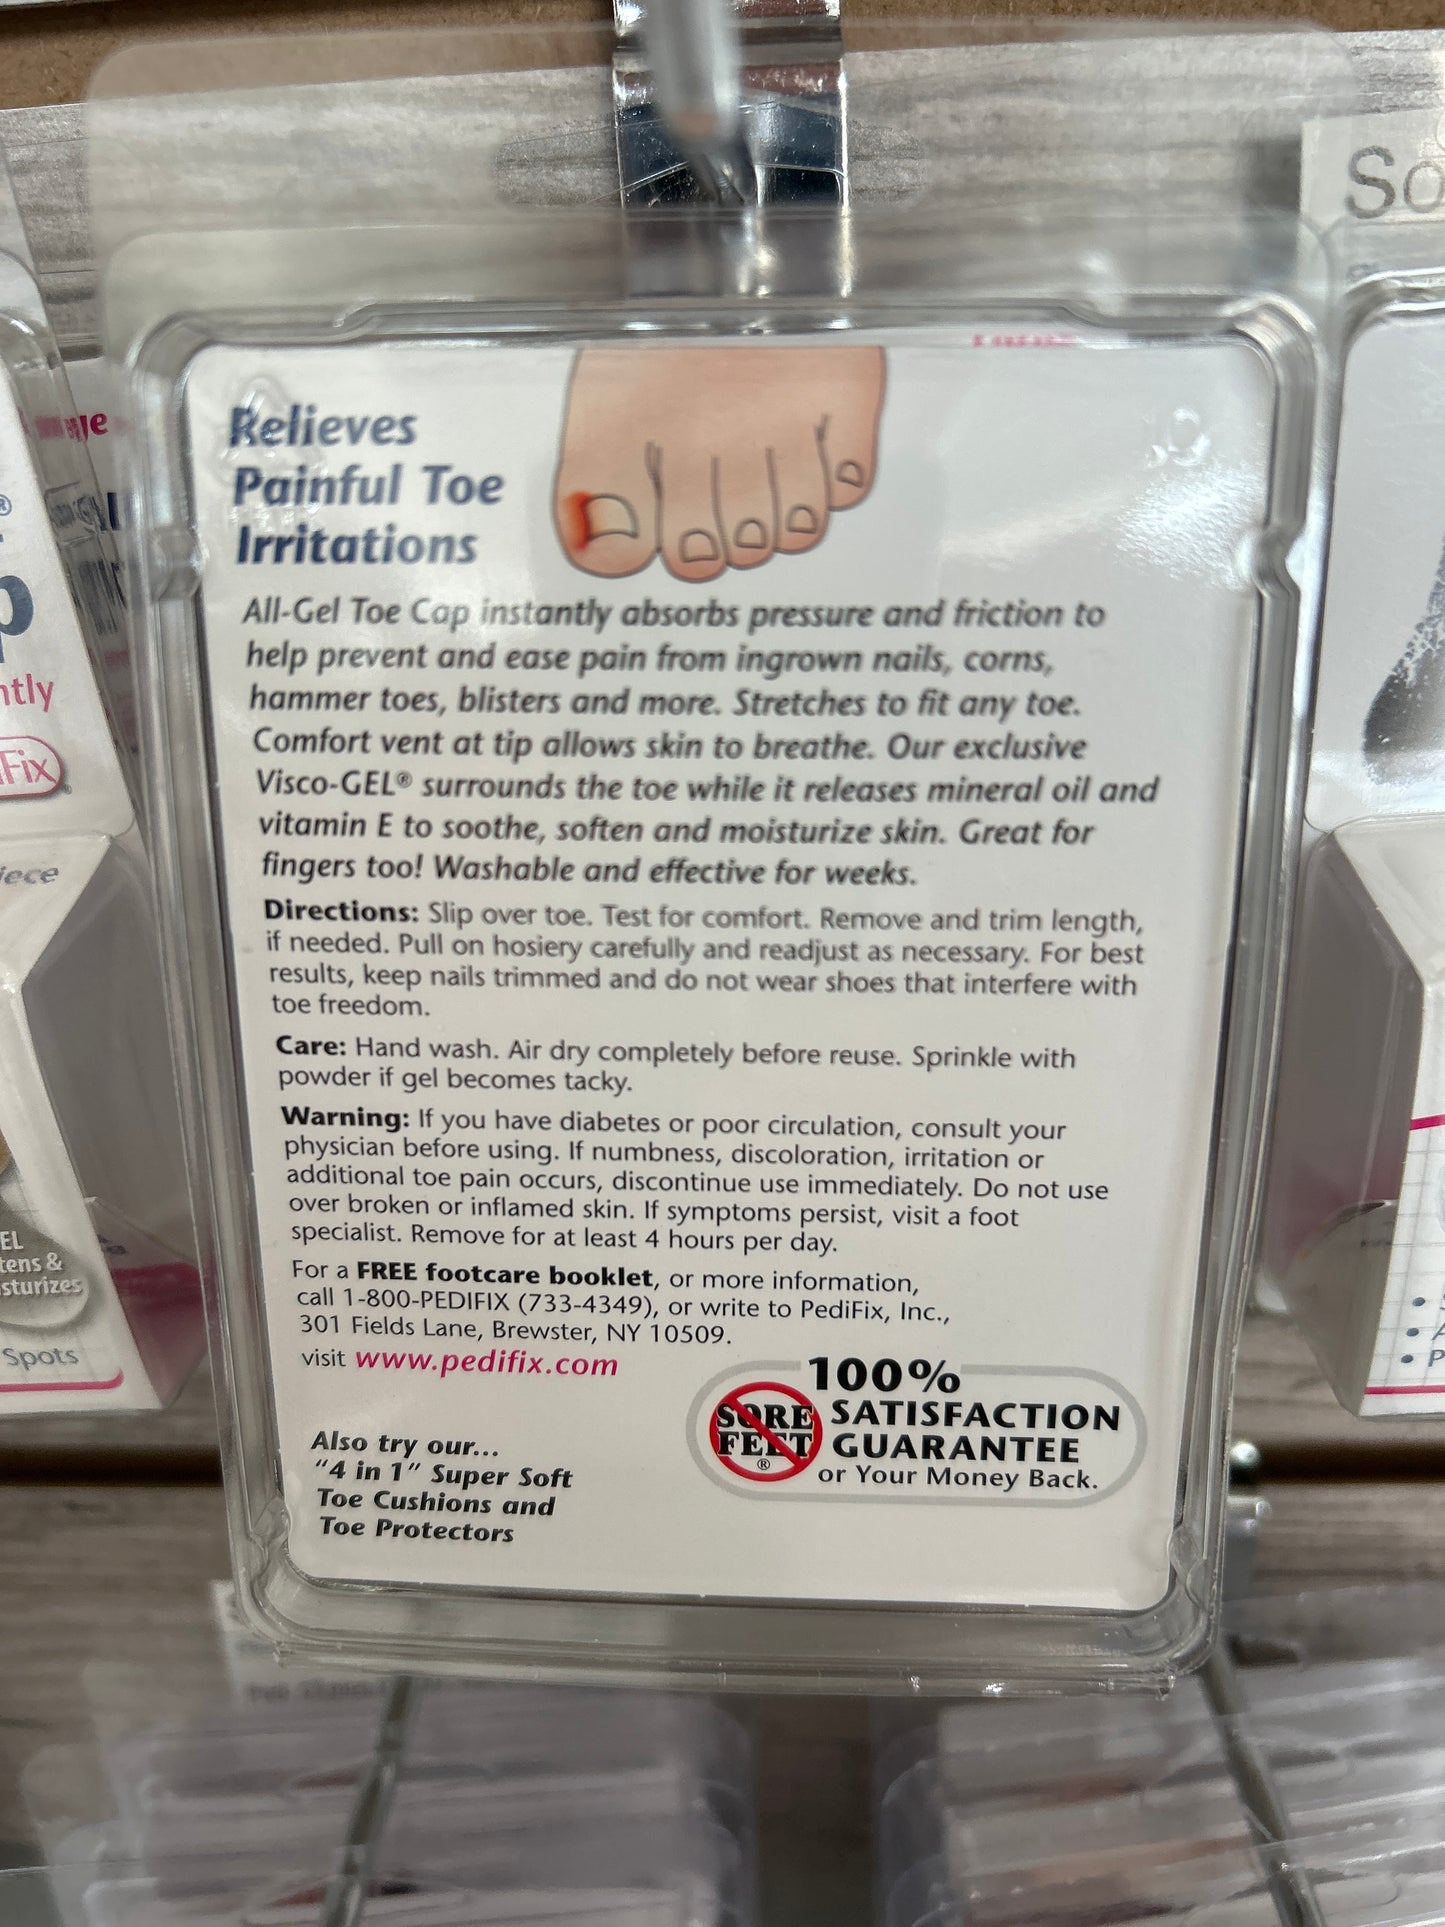 Relieves
Painful Toe
Irritations
All-Gel Toe Cap instantly absorbs pressure and friction to
help prevent and ease pain from ingrown nails, corns,
hammer toes, blisters and more. Stretches to fit any toe.
Comfort vent at tip allows skin to breathe. Our exclusive
Visco-GEL® surrounds the toe while it releases mineral oil and
vitamin E to soothe, soften and moisturize skin. Great for
fingers too! Washable and effective for weeks.
Directions: Slip over toe. Test for comfort. Remove and trim length,
if needed. Pull on hosiery carefully and readjust as necessary. For best
results, keep nails trimmed and do not wear shoes that interfere with
toe freedom.
Care: Hand wash. Air dry completely before reuse. Sprinkle with
powder if gel becomes tacky.
Warning: If you have diabetes or poor circulation, consult your
physician before using. If numbness, discoloration, irritation or
additional toe pain occurs, discontinue use immediately. Do not use
over broken or inflamed skin. If symptoms persist, visit a foot
specialist. Remove for at least 4 hours per day.
For a FREE footcare booklet, or more information,
call 1-800-PEDIFIX (733-4349), or write to PediFix, Inc.,
301 Fields Lane, Brewster, NY 10509.
visit www.pedifix.com
Also try our...
"4 in 1" Super Soft
Toe Cushions and
Toe Protectors
SORE
FEET
®
100%
SATISFACTION
GUARANTEE
or Your Money Back.
ntly
Fix
iece
EL
tens &
sturizes
Spots
So